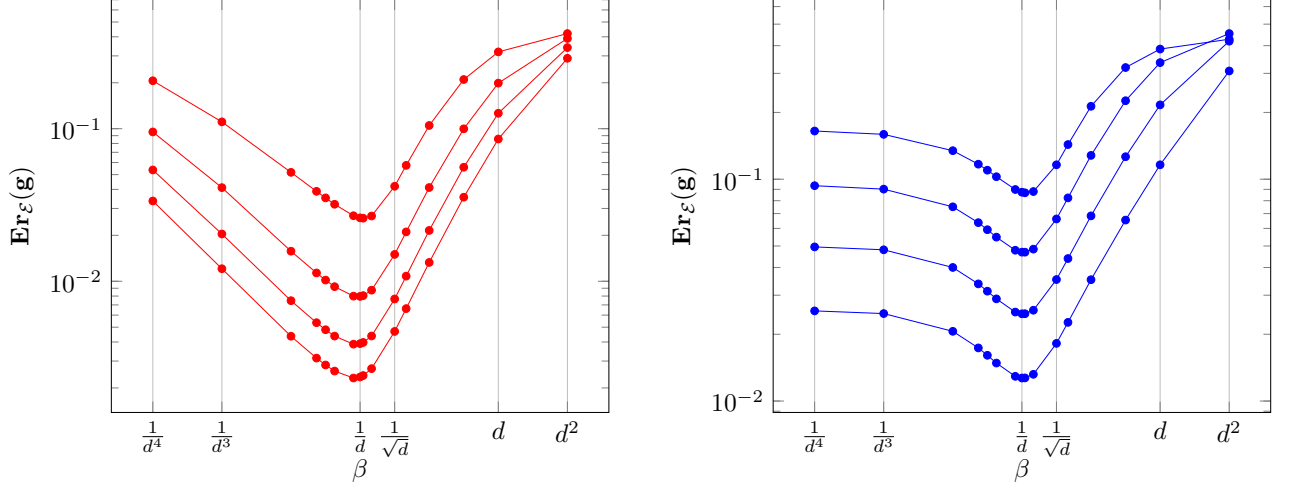 10^{-1}
10^{-2}
Er_ℰ(g)
1/d^4 1/d^3 1/d 1/√d d d^2
β
10^{-1}
10^{-2}
Er_ℰ(g)
1/d^4 1/d^3 1/d 1/√d d d^2
β